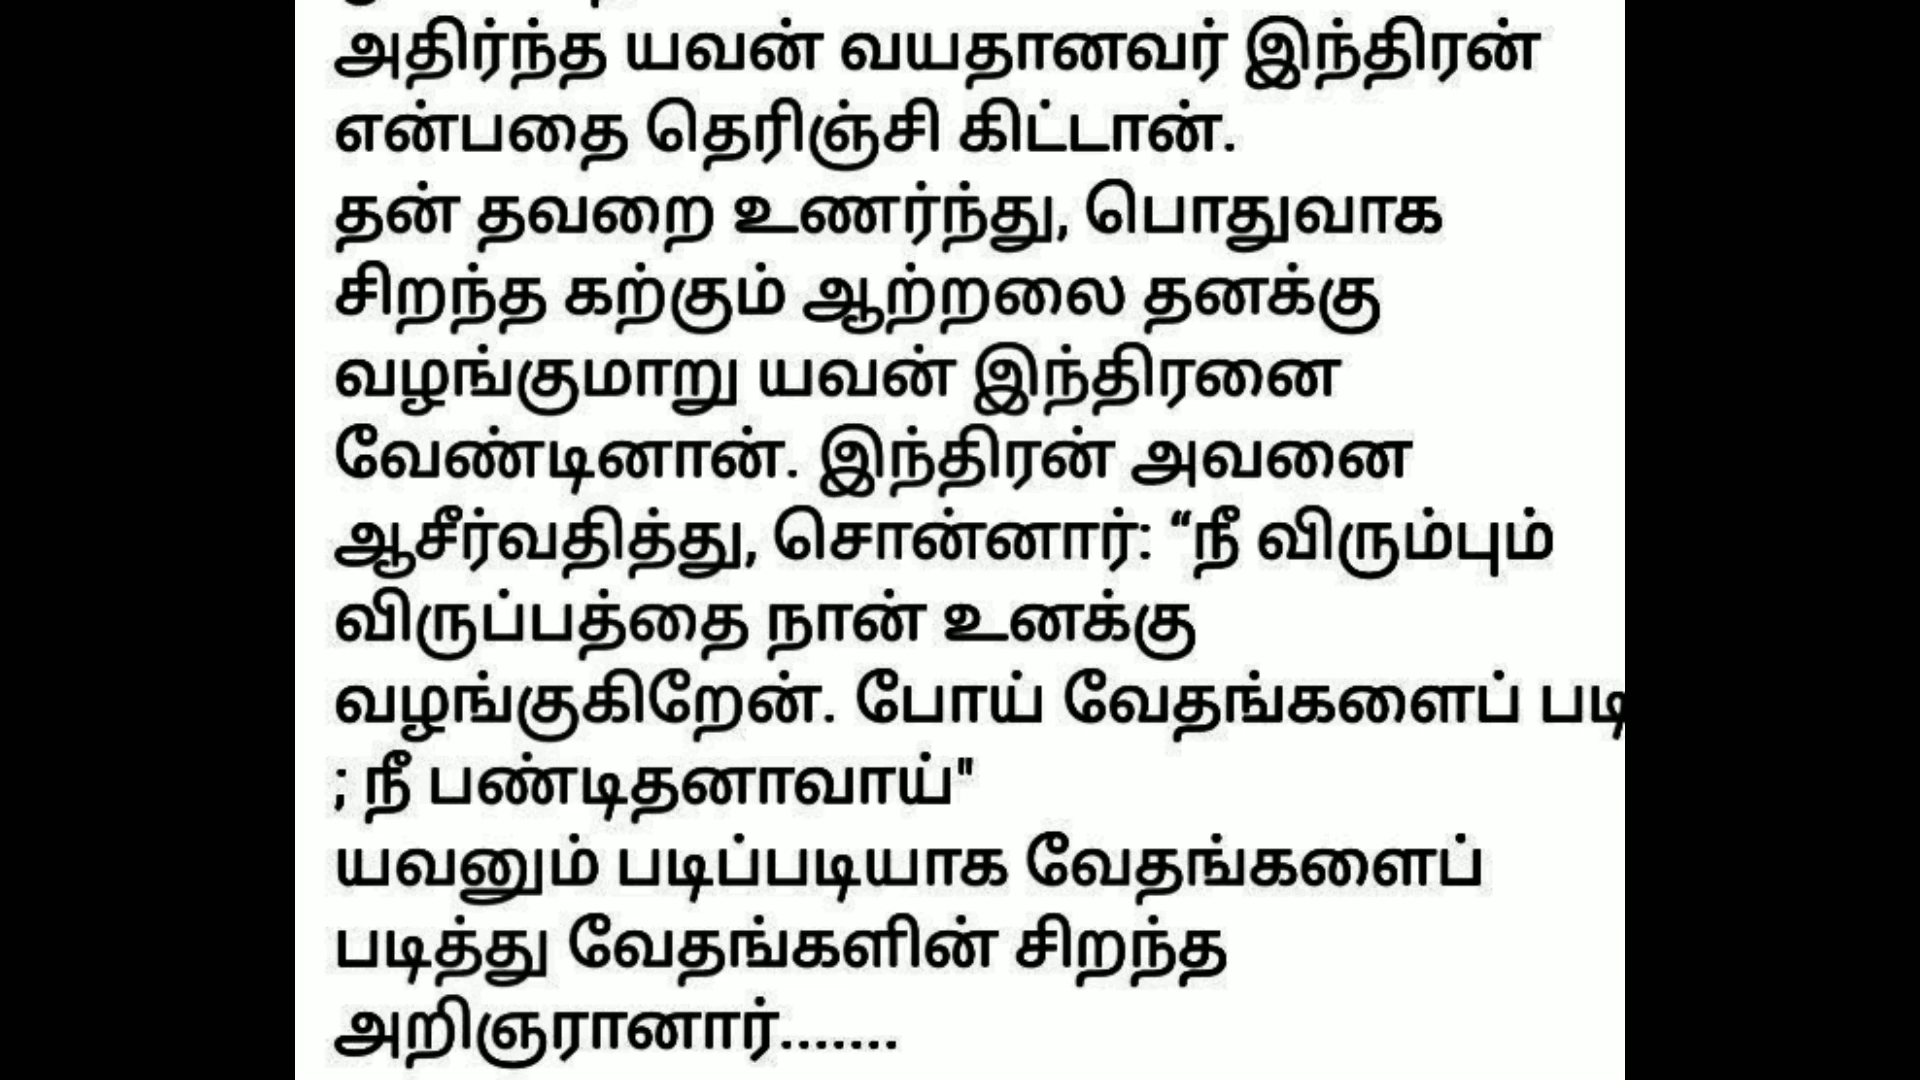 அதிர்ந்த யவன் வயதானவர் இந்திரன்
என்பதை தெரிஞ்சி கிட்டான்.
தன் தவறை உணர்ந்து, பொதுவாக
சிறந்த கற்கும் ஆற்றலை தனக்கு
வழங்குமாறு யவன் இந்திரனை
வேண்டினான். இந்திரன் அவனை
ஆசீர்வதித்து, சொன்னார்: “நீ விரும்பும்
விருப்பத்தை நான் உனக்கு
வழங்குகிறேன். போய் வேதங்களைப் படி
; நீ பண்டிதனாவாய்"
யவனும் படிப்படியாக வேதங்களைப்
படித்து வேதங்களின் சிறந்த
அறிஞரானார்.......